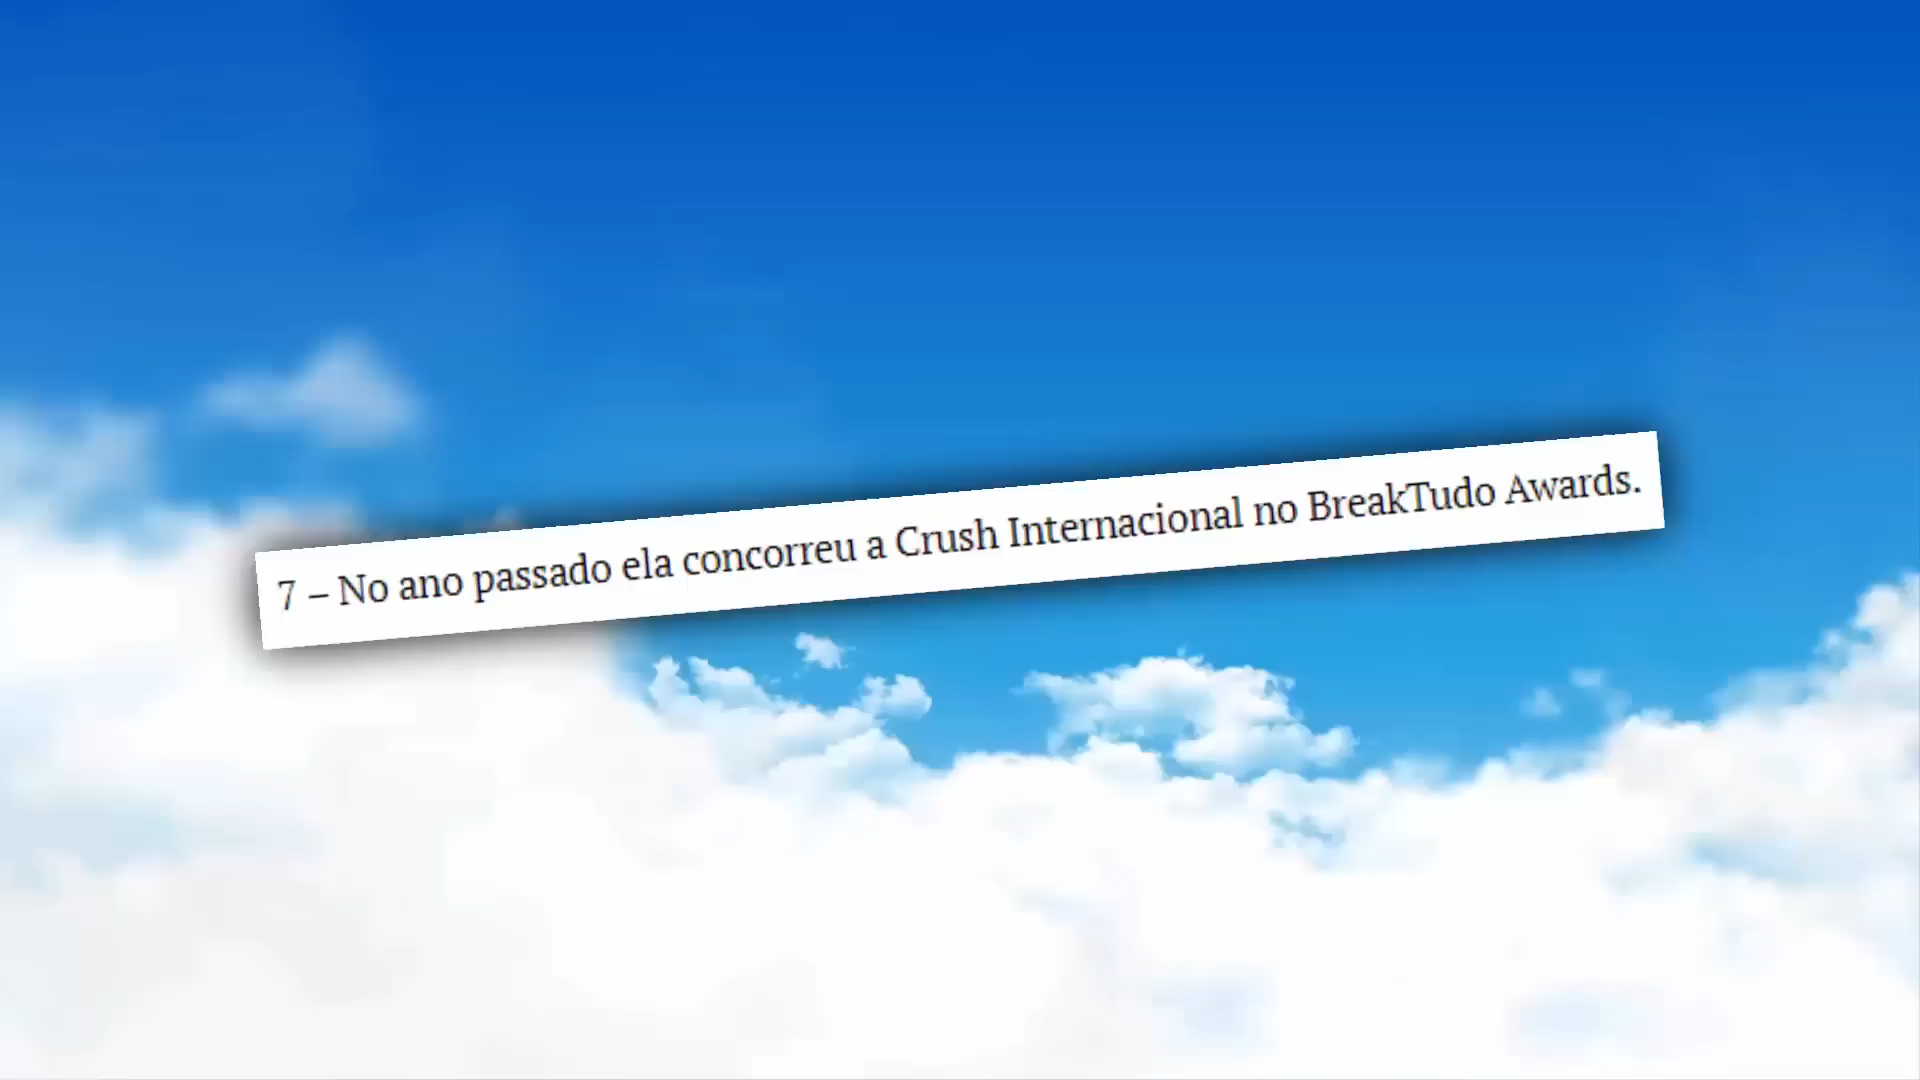 7 – No ano passado ela concorreu a Crush Internacional no BreakTudo Awards.